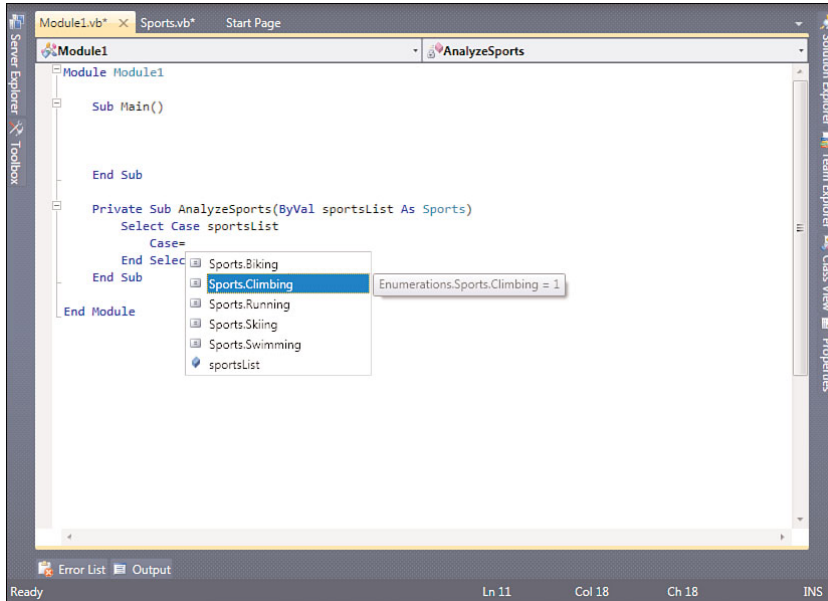 Module1.vb* Sports.vb* Start Page
Module1 AnalyzeSports
Module Module1
Sub Main()
End Sub
Private Sub AnalyzeSports(ByVal sportsList As Sports)
Select Case sportsList
Case=
End Selec
End Sub
End Module
Sports.Biking
Sports.Climbing
Enumerations.Sports.Climbing = 1
Sports.Running
Sports.Skiing
Sports.Swimming
sportsList
Server Explorer
Toolbox
Solution Explorer
Team Explorer
Class View
Properties
Error List Output
Ready Ln 11 Col 18 Ch 18 INS